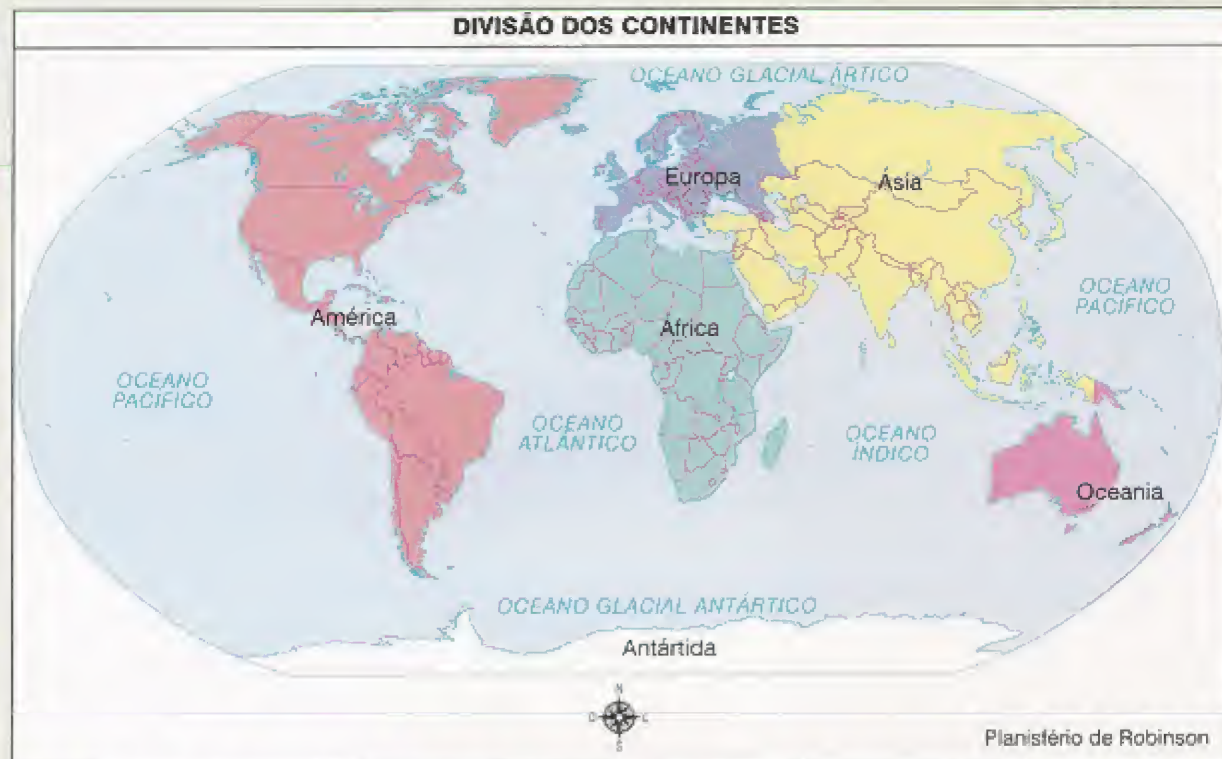 DIVISÃO DOS CONTINENTES
OCEANO GLACIAL ÁRTICO
Europa
Ásia
OCEANO
PACÍFICO
América
África
OCEANO
PACÍFICO
OCEANO
ATLÂNTICO
OCEANO
ÍNDICO
Oceania
OCEANO GLACIAL ANTÁRTICO
Antártida
N
O
E
S
Planisfério de Robinson